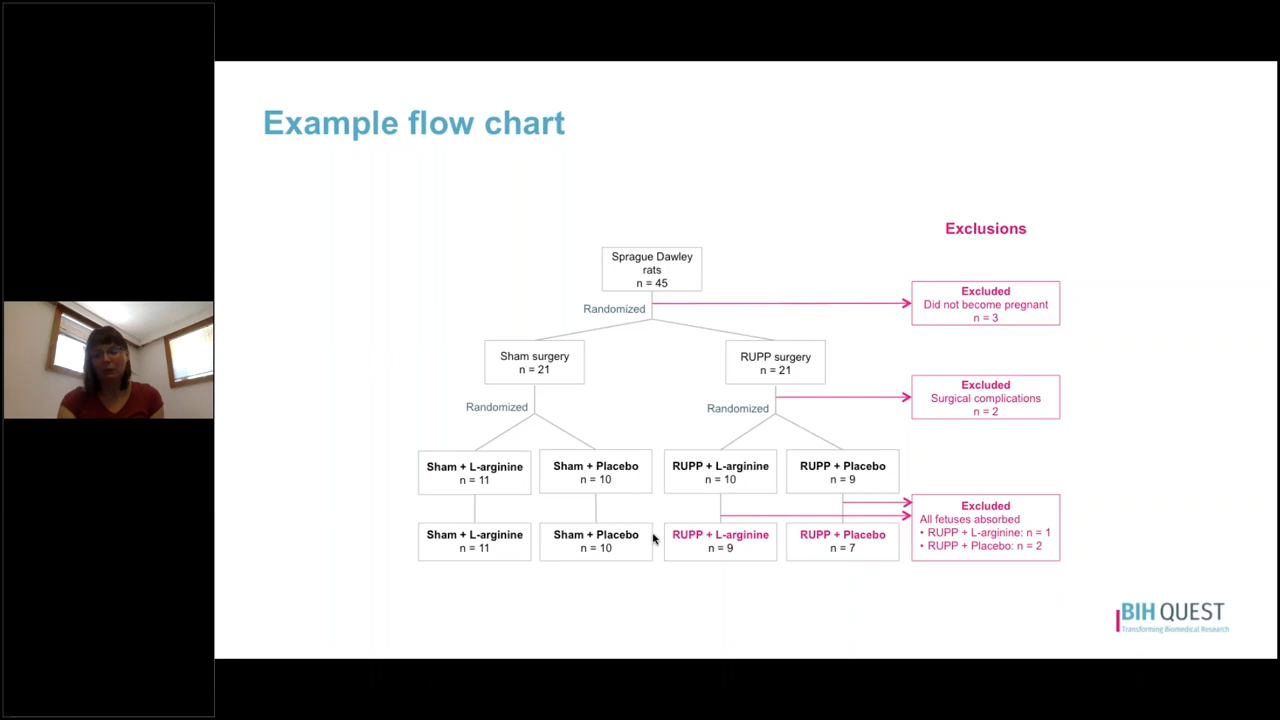 Example flow chart
Exclusions
Sprague Dawley
rats
n = 45
Randomized
Excluded
Did not become pregnant
n = 3
Sham surgery
n = 21
RUPP surgery
n = 21
Excluded
Surgical complications
n = 2
Randomized
Randomized
Sham + L-arginine
n = 11
Sham + Placebo
n = 10
RUPP + L-arginine
n = 10
RUPP + Placebo
n = 9
Excluded
All fetuses absorbed
• RUPP + L-arginine: n = 1
• RUPP + Placebo: n = 2
Sham + L-arginine
n = 11
Sham + Placebo
n = 10
RUPP + L-arginine
n = 9
RUPP + Placebo
n = 7
BIH QUEST
Transforming Biomedical Research